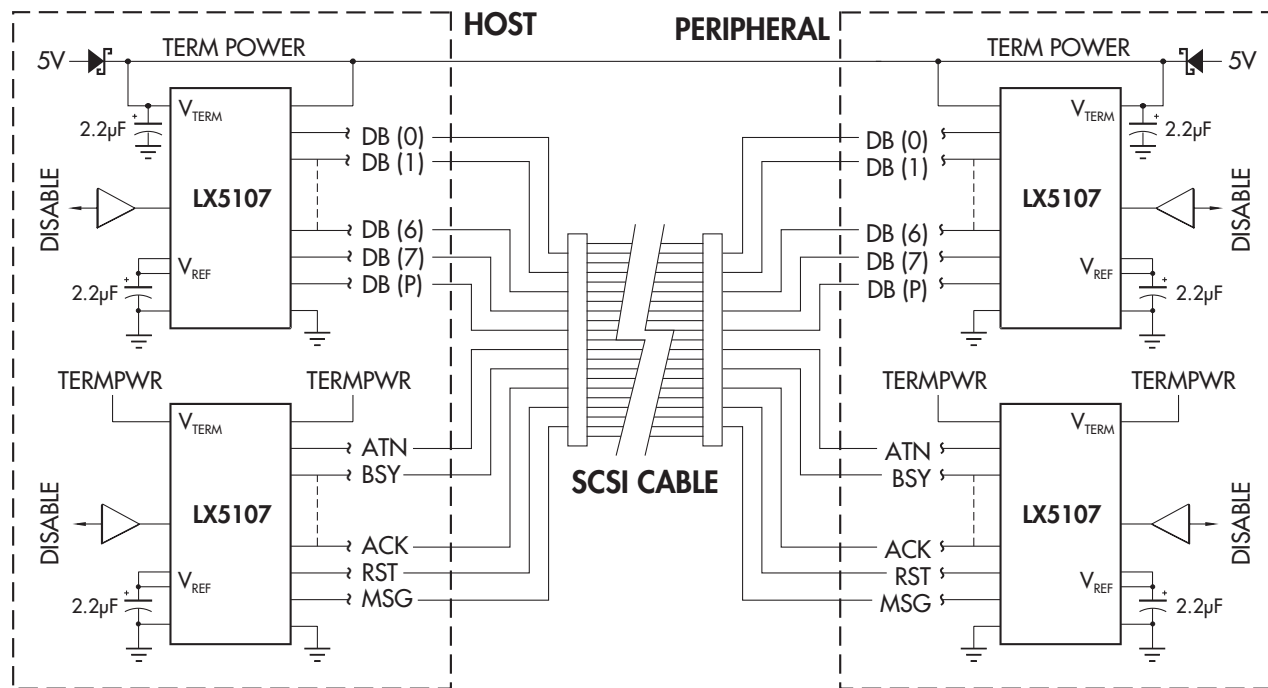 HOST
PERIPHERAL
5V
TERM POWER
TERM POWER
5V
VTERM
2.2µF
DISABLE
LX5107
VREF
2.2µF
DB (0)
DB (1)
DB (6)
DB (7)
DB (P)
DB (0)
DB (1)
DB (6)
DB (7)
DB (P)
VTERM
2.2µF
LX5107
DISABLE
VREF
2.2µF
TERMPWR
TERMPWR
VTERM
DISABLE
LX5107
VREF
2.2µF
ATN
BSY
ACK
RST
MSG
SCSI CABLE
TERMPWR
TERMPWR
ATN
BSY
ACK
RST
MSG
VTERM
LX5107
DISABLE
VREF
2.2µF